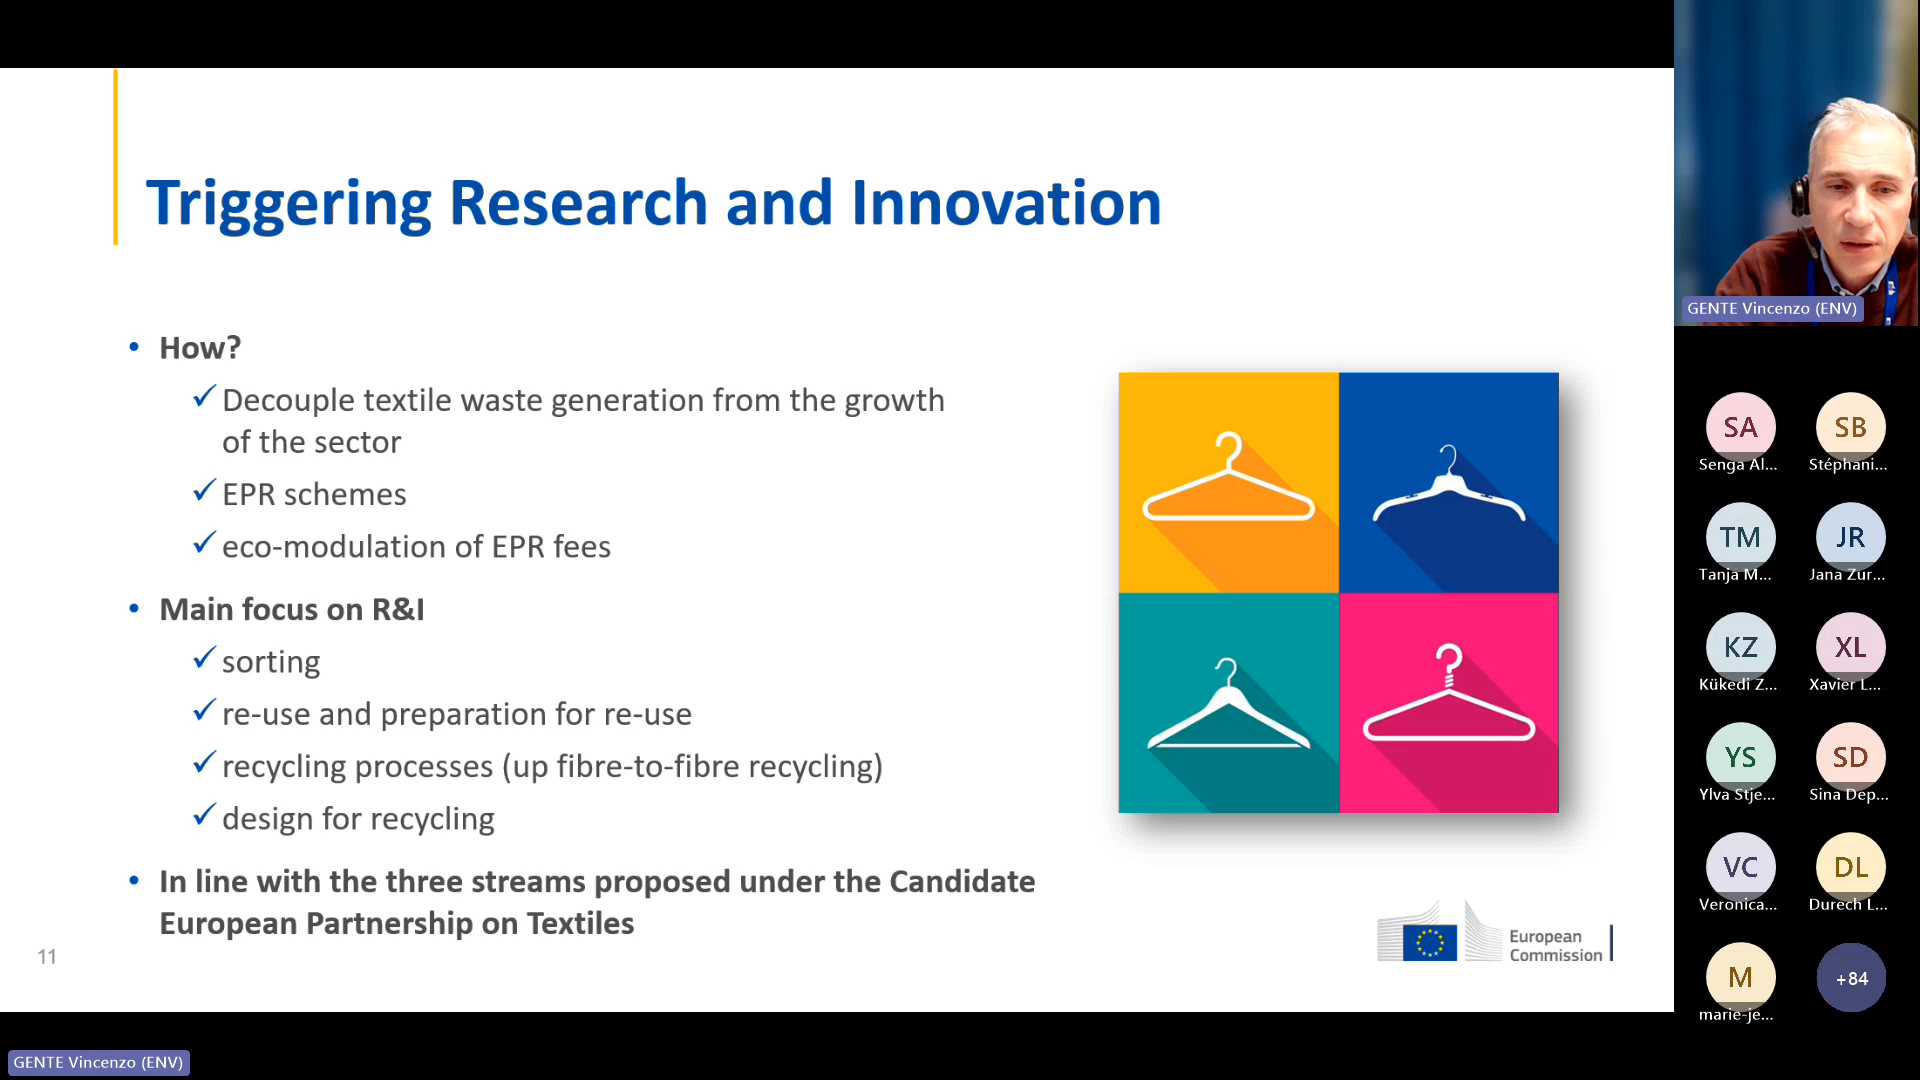 Triggering Research and Innovation
• How?
✓ Decouple textile waste generation from the growth
of the sector
✓ EPR schemes
✓ eco-modulation of EPR fees
• Main focus on R&I
✓ sorting
✓ re-use and preparation for re-use
✓ recycling processes (up fibre-to-fibre recycling)
✓ design for recycling
• In line with the three streams proposed under the Candidate
European Partnership on Textiles
11
European
Commission
GENTE Vincenzo (ENV)
SA
Senga Al...
SB
Stéphani...
TM
Tanja M...
JR
Jana Zur...
KZ
Kükedi Z...
XL
Xavier L...
YS
Ylva Stje...
SD
Sina Dep...
VC
Veronica...
DL
Durech L...
M
marie-je...
+84
GENTE Vincenzo (ENV)